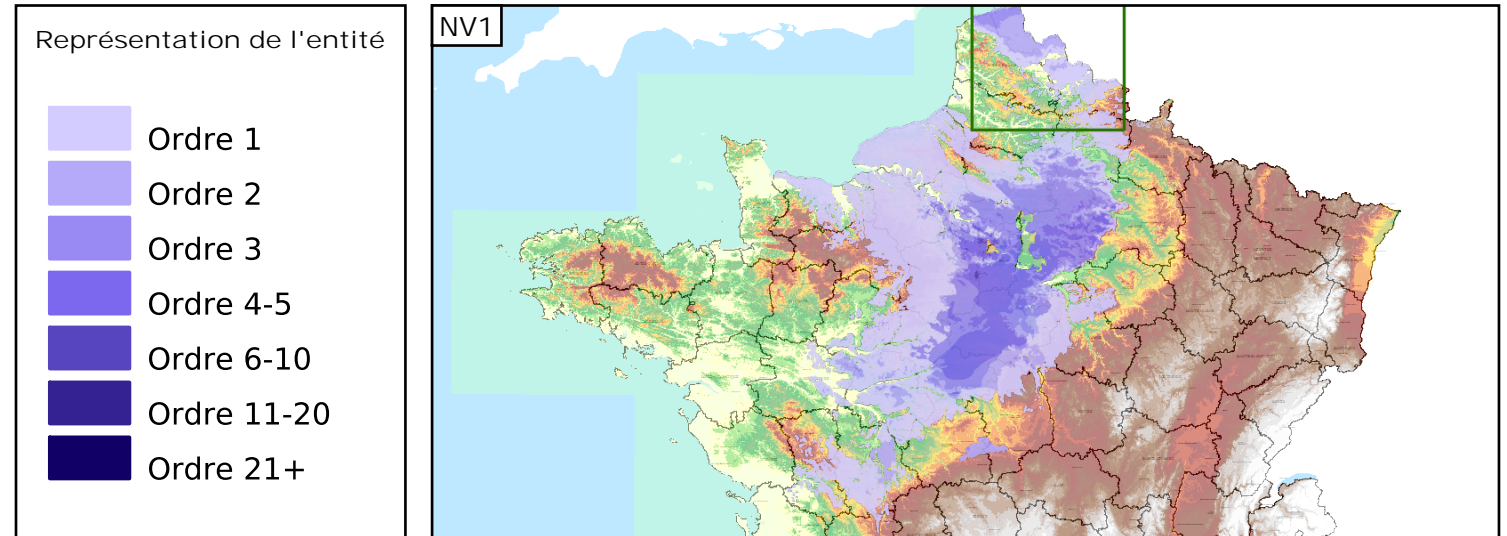 Représentation de l'entité
Ordre 1
Ordre 2
Ordre 3
Ordre 4-5
Ordre 6-10
Ordre 11-20
Ordre 21+
NV1